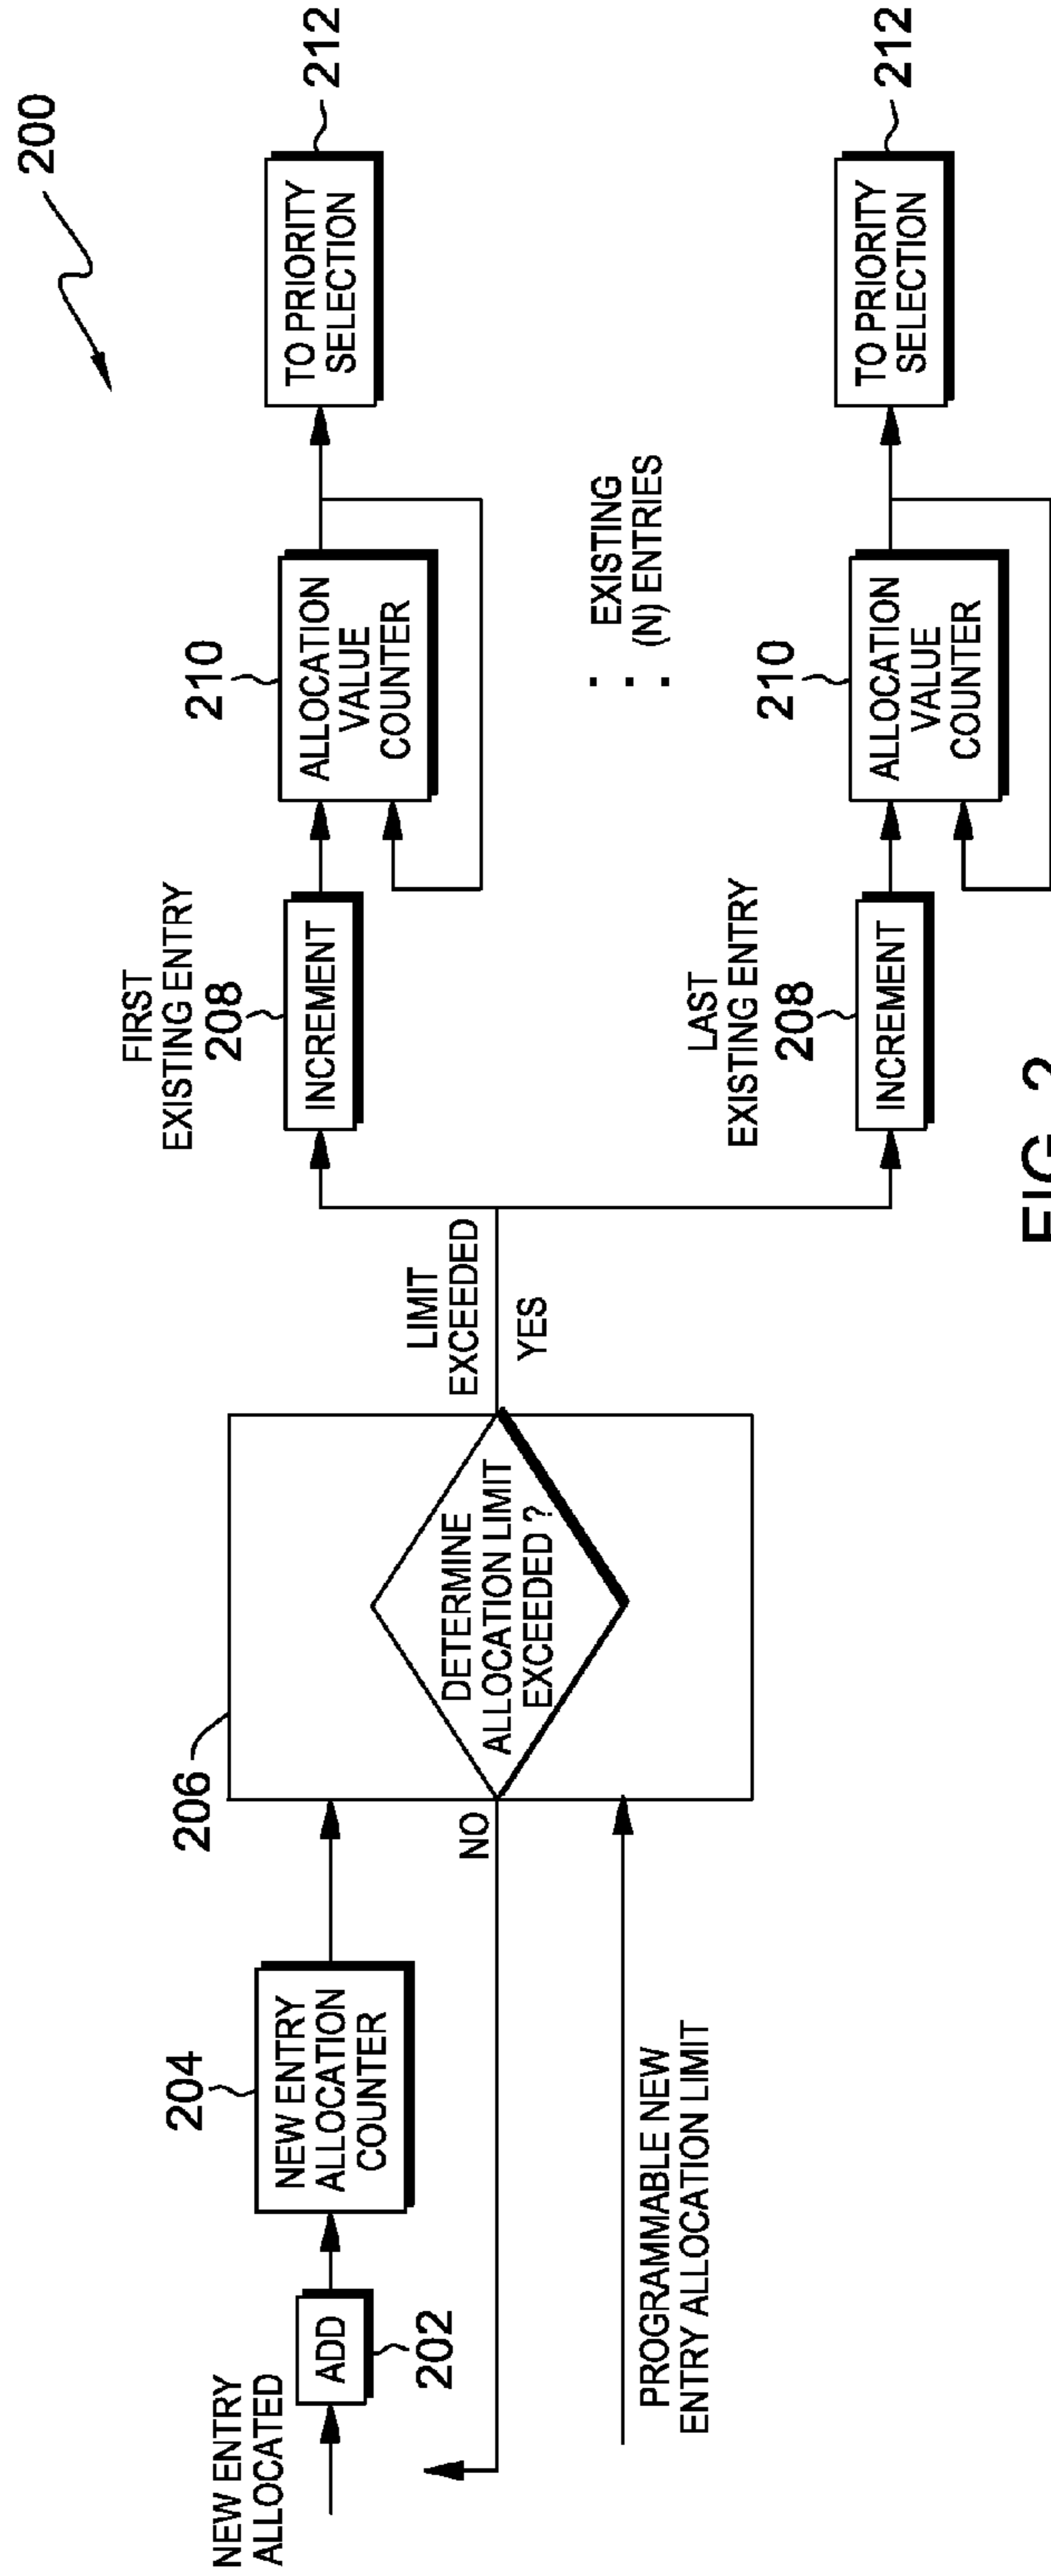 200
NEW ENTRY
ALLOCATED
ADD
202
204
NEW ENTRY
ALLOCATION
COUNTER
206
NO
DETERMINE
ALLOCATION LIMIT
EXCEEDED ?
PROGRAMMABLE NEW
ENTRY ALLOCATION LIMIT
LIMIT
EXCEEDED
YES
FIRST
EXISTING ENTRY
208
INCREMENT
210
ALLOCATION
VALUE
COUNTER
TO PRIORITY
SELECTION
212
EXISTING
(N) ENTRIES
LAST
EXISTING ENTRY
208
INCREMENT
210
ALLOCATION
VALUE
COUNTER
TO PRIORITY
SELECTION
212
FIG. 2